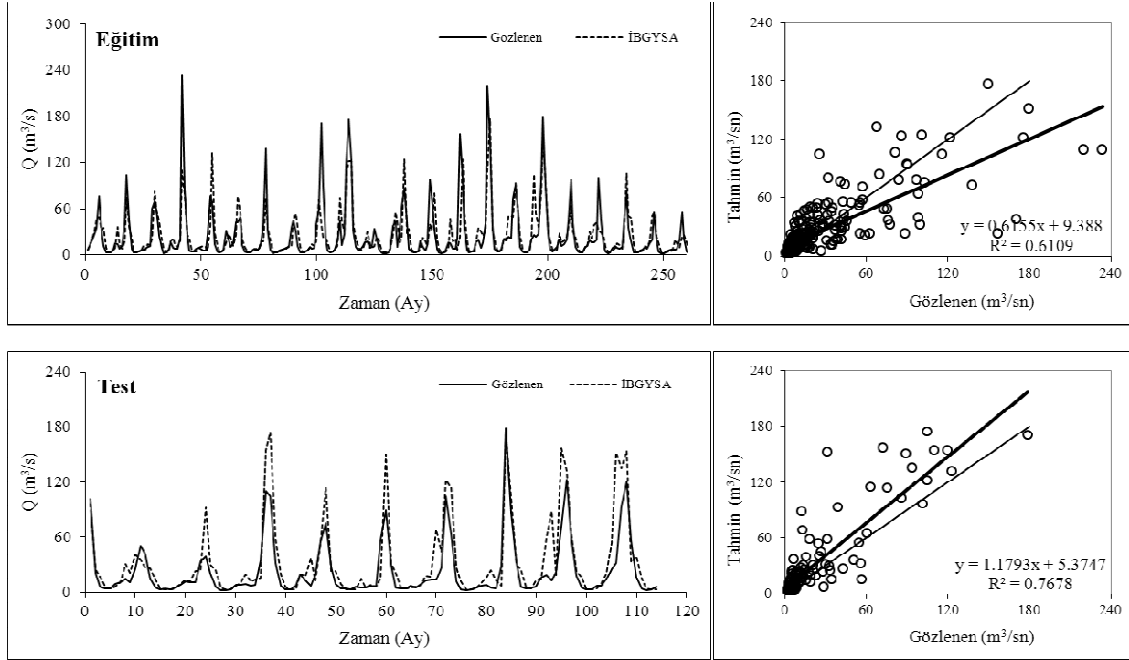 Eğitim
Gözlenen
İBGYSA
Q (m³/s)
300
240
180
120
60
0
0 50 100 150 200 250
Zaman (Ay)
Tahmin (m³/sn)
240
180
120
60
0
y = 0.6155x + 9.388
R² = 0.6109
0 60 120 180 240
Gözlenen (m³/sn)
Test
Gözlenen
İBGYSA
Q (m³/s)
240
180
120
60
0
0 10 20 30 40 50 60 70 80 90 100 110 120
Zaman (Ay)
Tahmin (m³/sn)
240
180
120
60
0
y = 1.1793x + 5.3747
R² = 0.7678
0 60 120 180 240
Gözlenen (m³/sn)